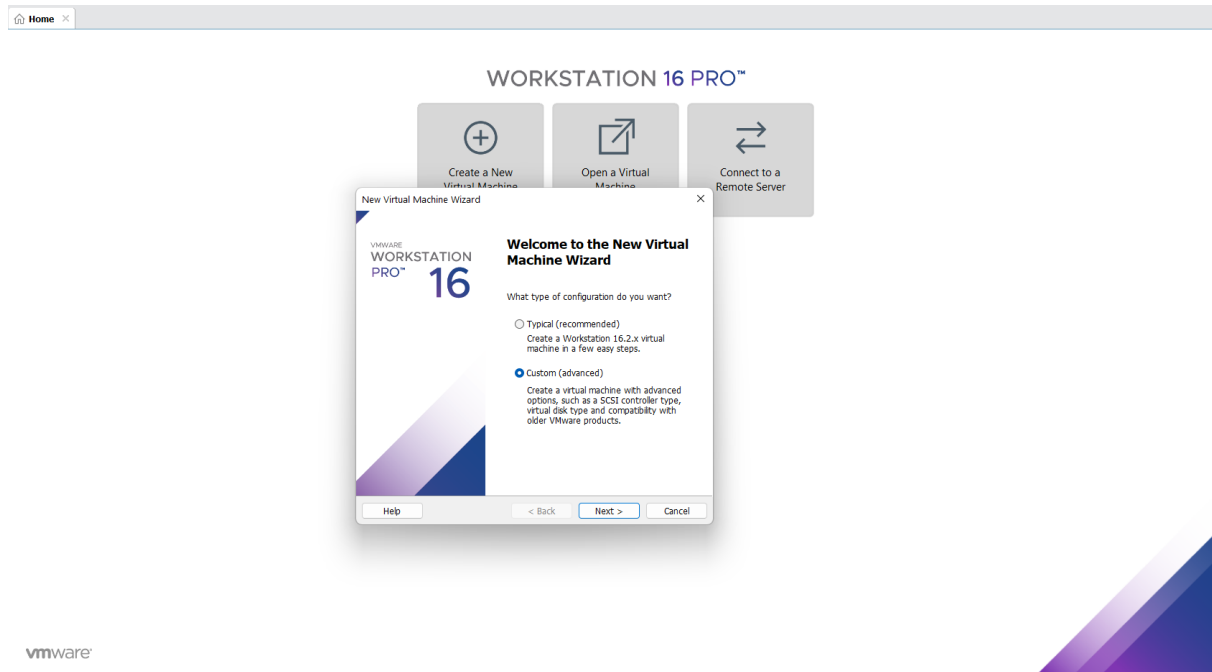 Home
WORKSTATION 16 PRO™
Create a New
Virtual Machine
Open a Virtual
Machine
Connect to a
Remote Server
New Virtual Machine Wizard
VMWARE
WORKSTATION
PRO™ 16
Welcome to the New Virtual
Machine Wizard
What type of configuration do you want?
Typical (recommended)
Create a Workstation 16.2.x virtual
machine in a few easy steps.
Custom (advanced)
Create a virtual machine with advanced
options, such as a SCSI controller type,
virtual disk type and compatibility with
older VMware products.
Help
< Back
Next >
Cancel
vmware®